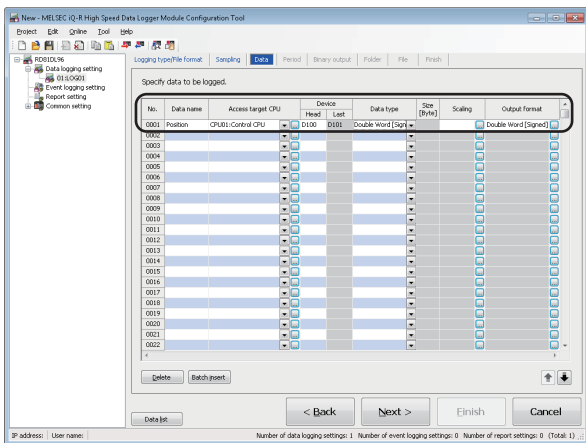 New - MELSEC iQ-R High Speed Data Logger Module Configuration Tool
Project Edit Online Tool Help
RD81DL96
Data logging setting
01:LOG01
Event logging setting
Report setting
Common setting
Logging type/File format Sampling Data Period Binary output Folder File Finish
Specify data to be logged.
No. Data name Access target CPU Device Data type Size [Byte] Scaling Output format
Head Last
0001 Position CPU01:Control CPU D100 D101 Double Word [Sign Double Word [Signed]
0002
0003
0004
0005
0006
0007
0008
0009
0010
0011
0012
0013
0014
0015
0016
0017
0018
0019
0020
0021
0022
Delete Batch insert
Data list < Back Next > Finish Cancel
IP address: User name: Number of data logging settings: 1 Number of event logging settings: 0 Number of report settings: 0 (Total: 1)